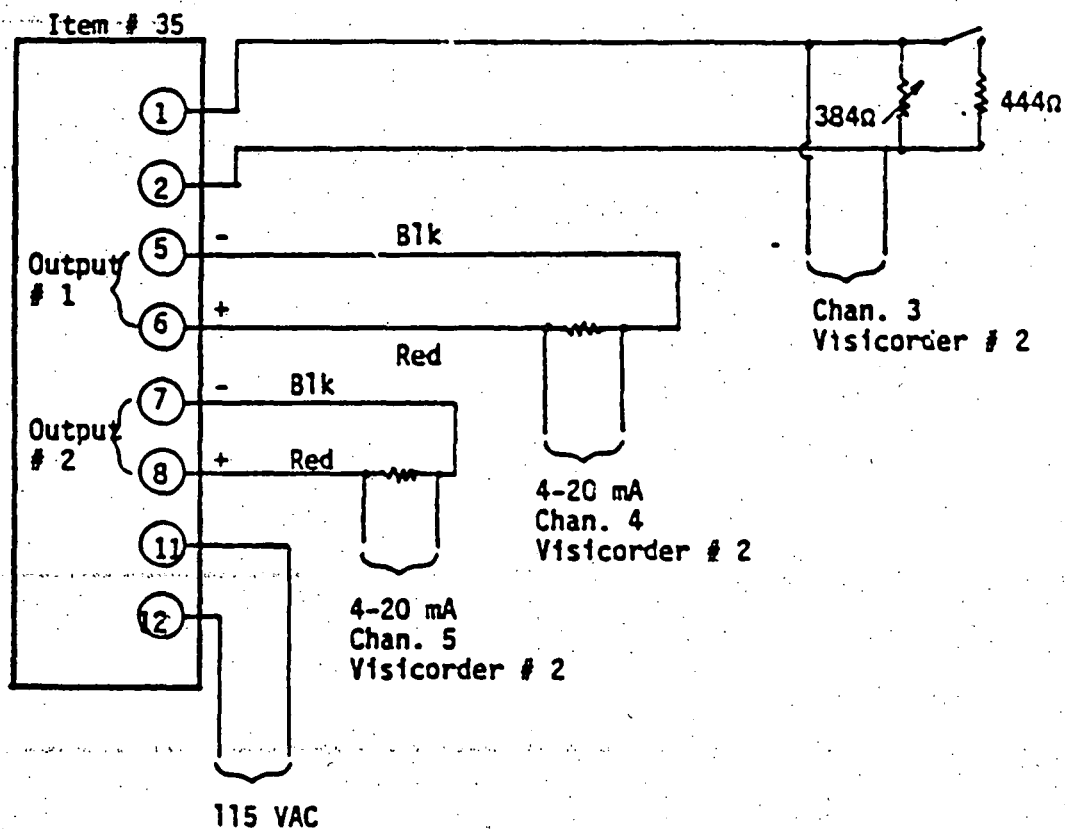 Item # 35
1
2
384Ω
444Ω
5
-
Blk
Output
# 1
6
+
Red
Chan. 3
Visicorder # 2
7
-
Blk
Output
# 2
8
+
Red
4-20 mA
Chan. 4
Visicorder # 2
11
12
4-20 mA
Chan. 5
Visicorder # 2
115 VAC